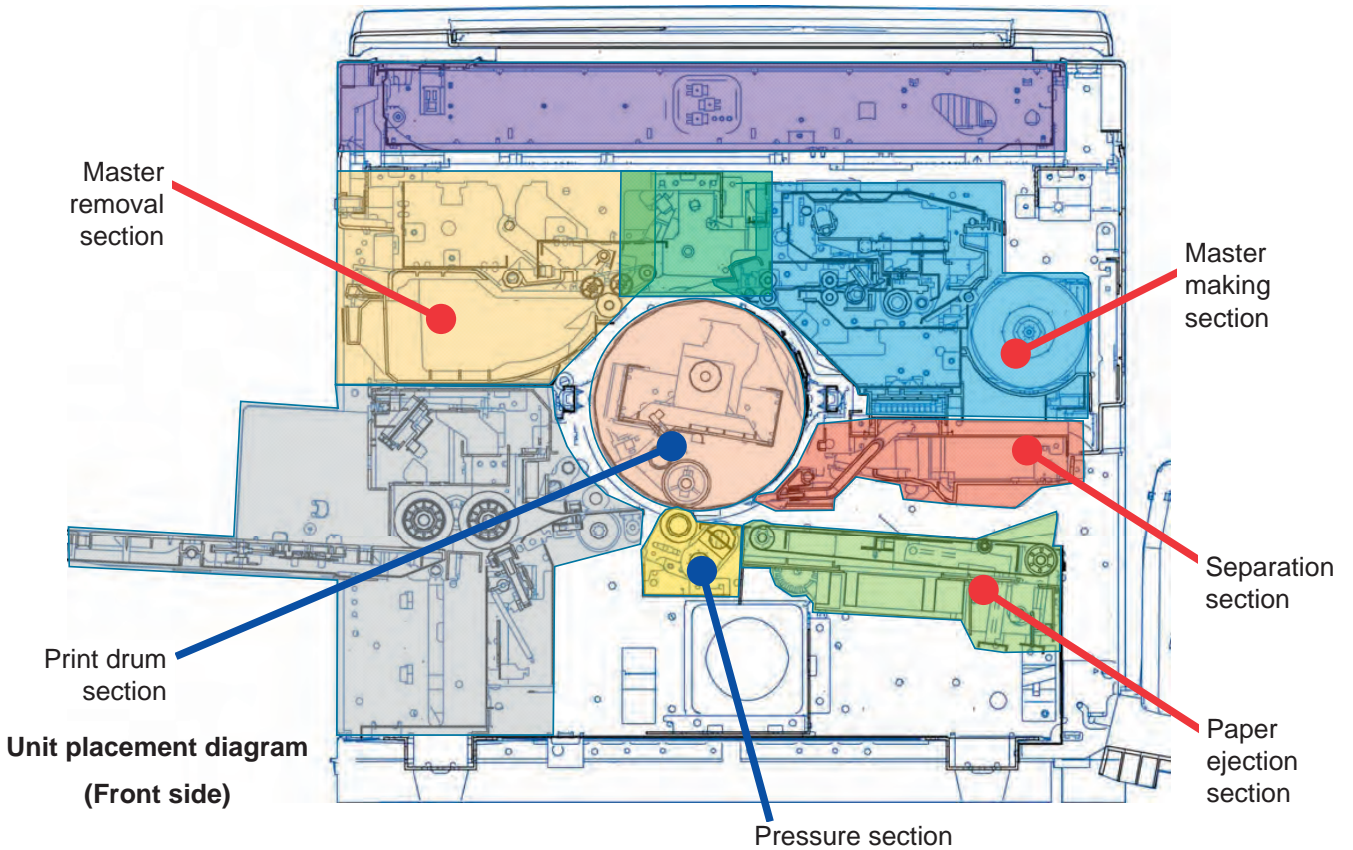 Master
removal
section
Master
making
section
Separation
section
Print drum
section
Paper
ejection
section
Unit placement diagram
(Front side)
Pressure section